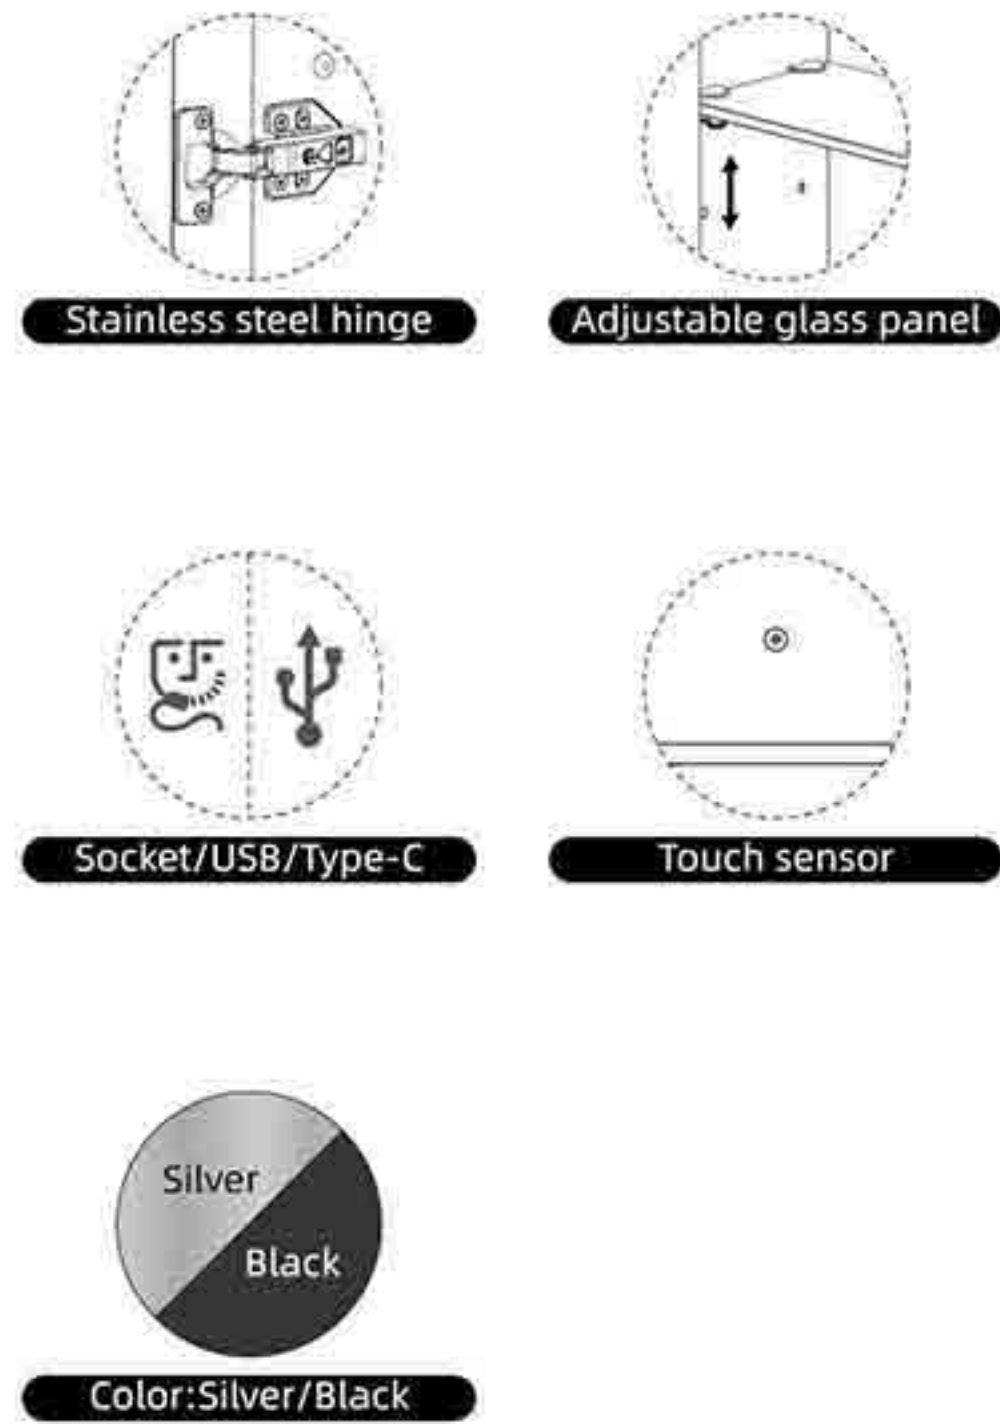 Stainless steel hinge
Adjustable glass panel
Socket/USB/Type-C
Touch sensor
Silver
Black
Color:Silver/Black